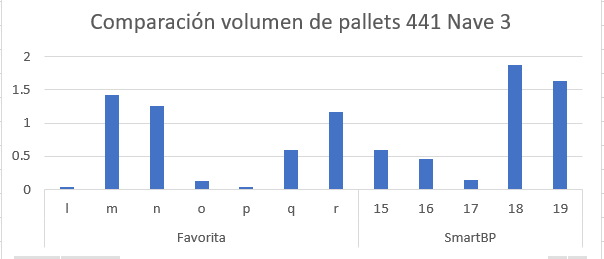 Comparación volumen de pallets 441 Nave 3
2
1.5
1
0.5
0
l m n o p q r 15 16 17 18 19
Favorita SmartBP